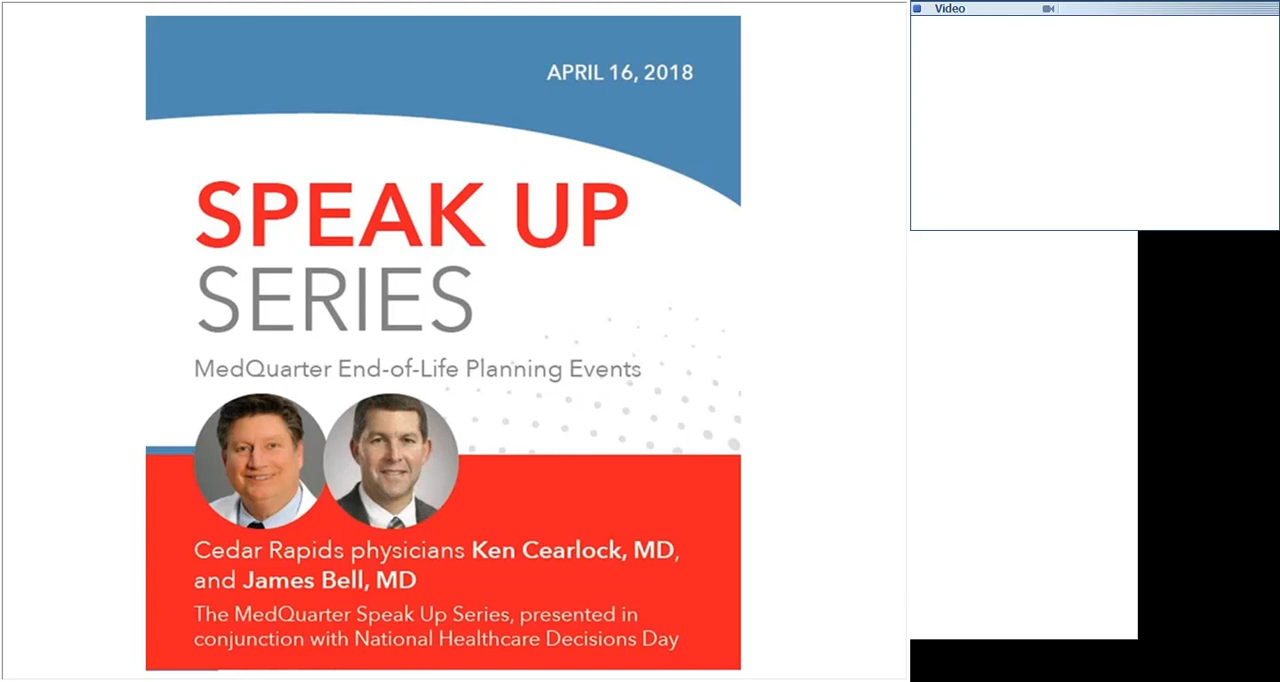 Video
APRIL 16, 2018
SPEAK UP
SERIES
MedQuarter End-of-Life Planning Events
Cedar Rapids physicians Ken Cearlock, MD,
and James Bell, MD
The MedQuarter Speak Up Series, presented in
conjunction with National Healthcare Decisions Day